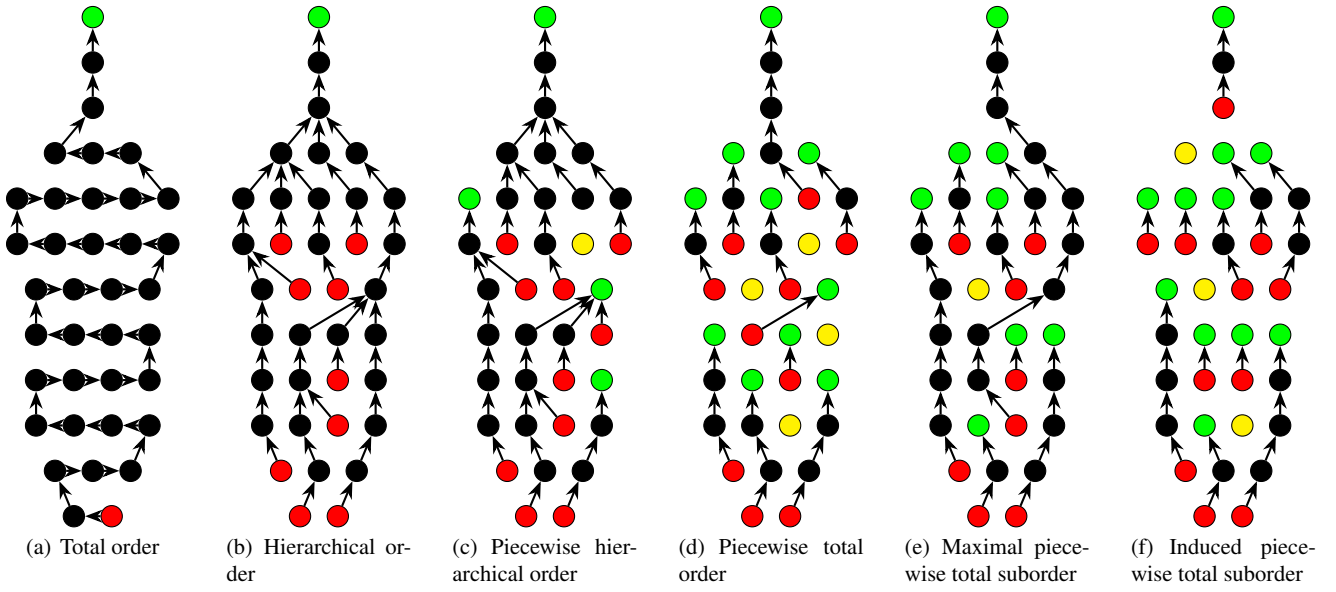 (a) Total order
(b) Hierarchical or-
der
(c) Piecewise hier-
archical order
(d) Piecewise total
order
(e) Maximal piece-
wise total suborder
(f) Induced piece-
wise total suborder